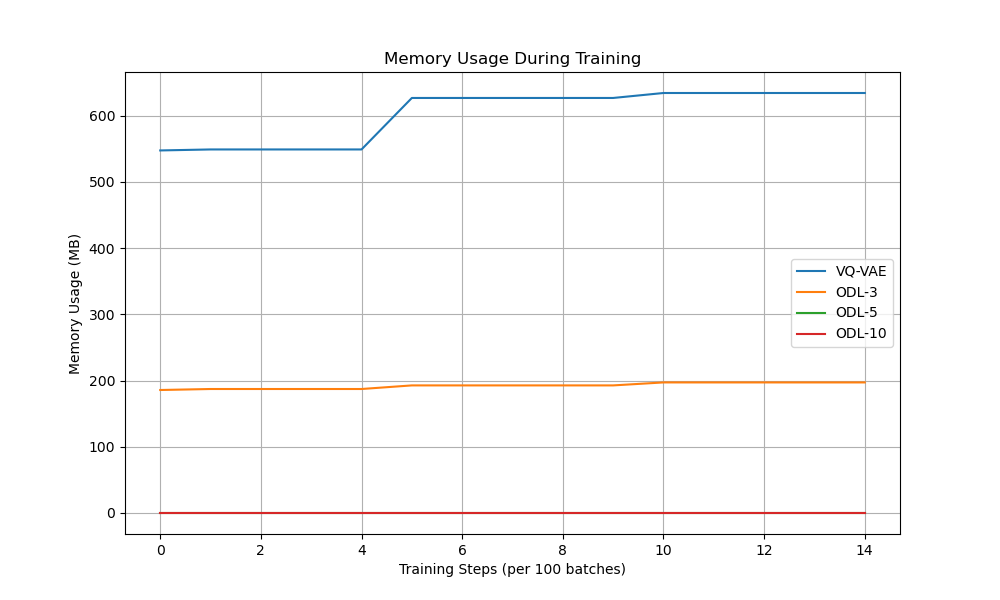 Memory Usage During Training
Memory Usage (MB)
600
500
400
300
200
100
0
VQ-VAE
ODL-3
ODL-5
ODL-10
0 2 4 6 8 10 12 14
Training Steps (per 100 batches)